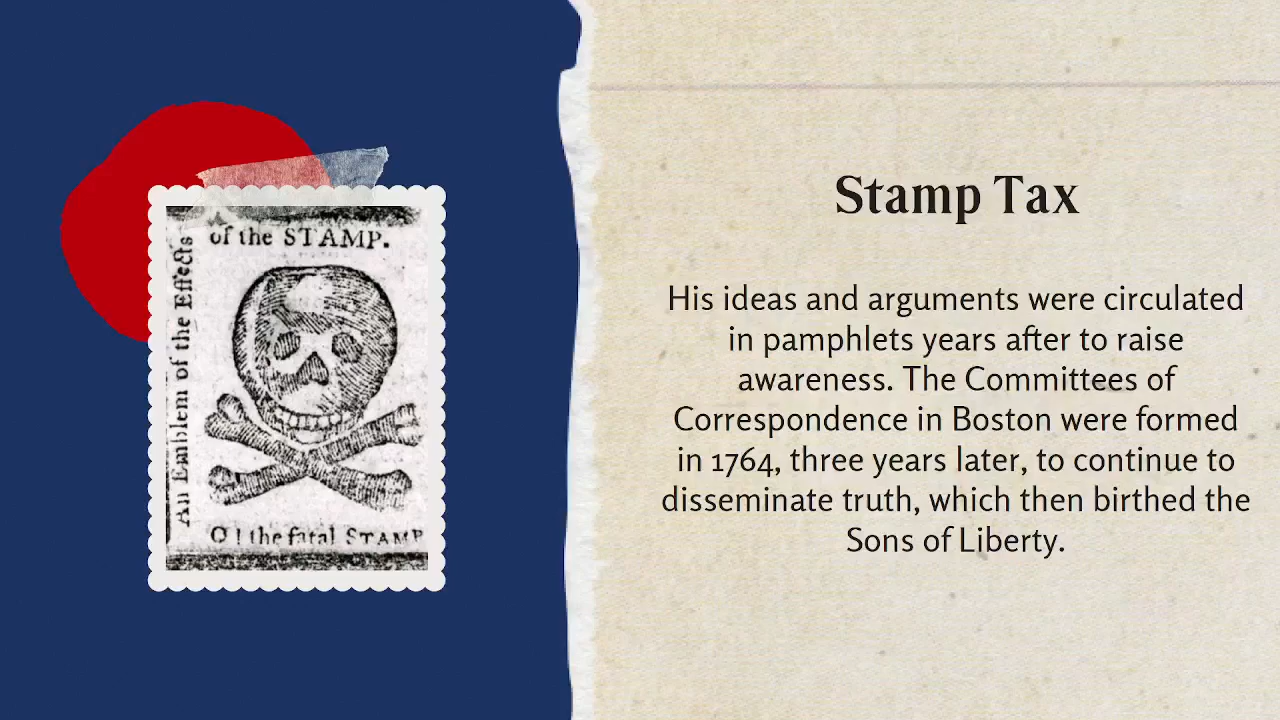 An Emblem of the Effects
of the STAMP.
O! the fatal STAMP
Stamp Tax
His ideas and arguments were circulated
in pamphlets years after to raise
awareness. The Committees of
Correspondence in Boston were formed
in 1764, three years later, to continue to
disseminate truth, which then birthed the
Sons of Liberty.